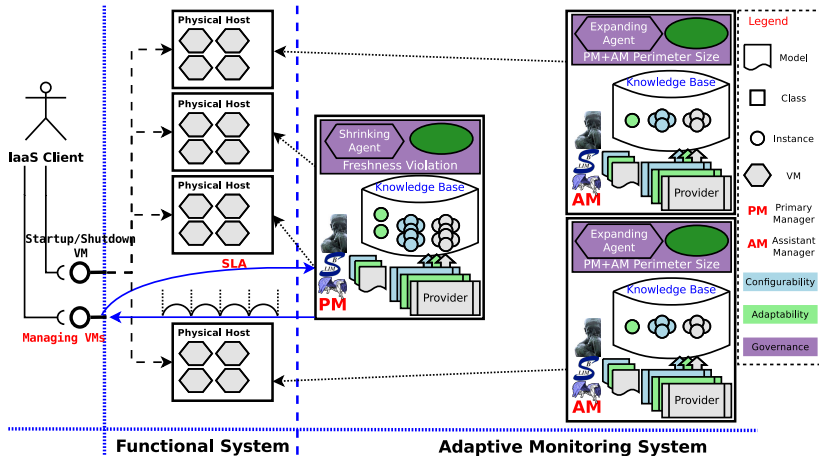 Physical Host
Physical Host
Physical Host
Physical Host
IaaS Client
Startup/Shutdown
VM
SLA
Managing VMs
Shrinking
Agent
Freshness Violation
Knowledge Base
PM
Provider
Expanding
Agent
PM+AM Perimeter Size
Knowledge Base
AM
Provider
Expanding
Agent
PM+AM Perimeter Size
Knowledge Base
AM
Provider
Legend
Model
Class
Instance
VM
PM Primary
Manager
AM Assistant
Manager
Configurability
Adaptability
Governance
Functional System
Adaptive Monitoring System